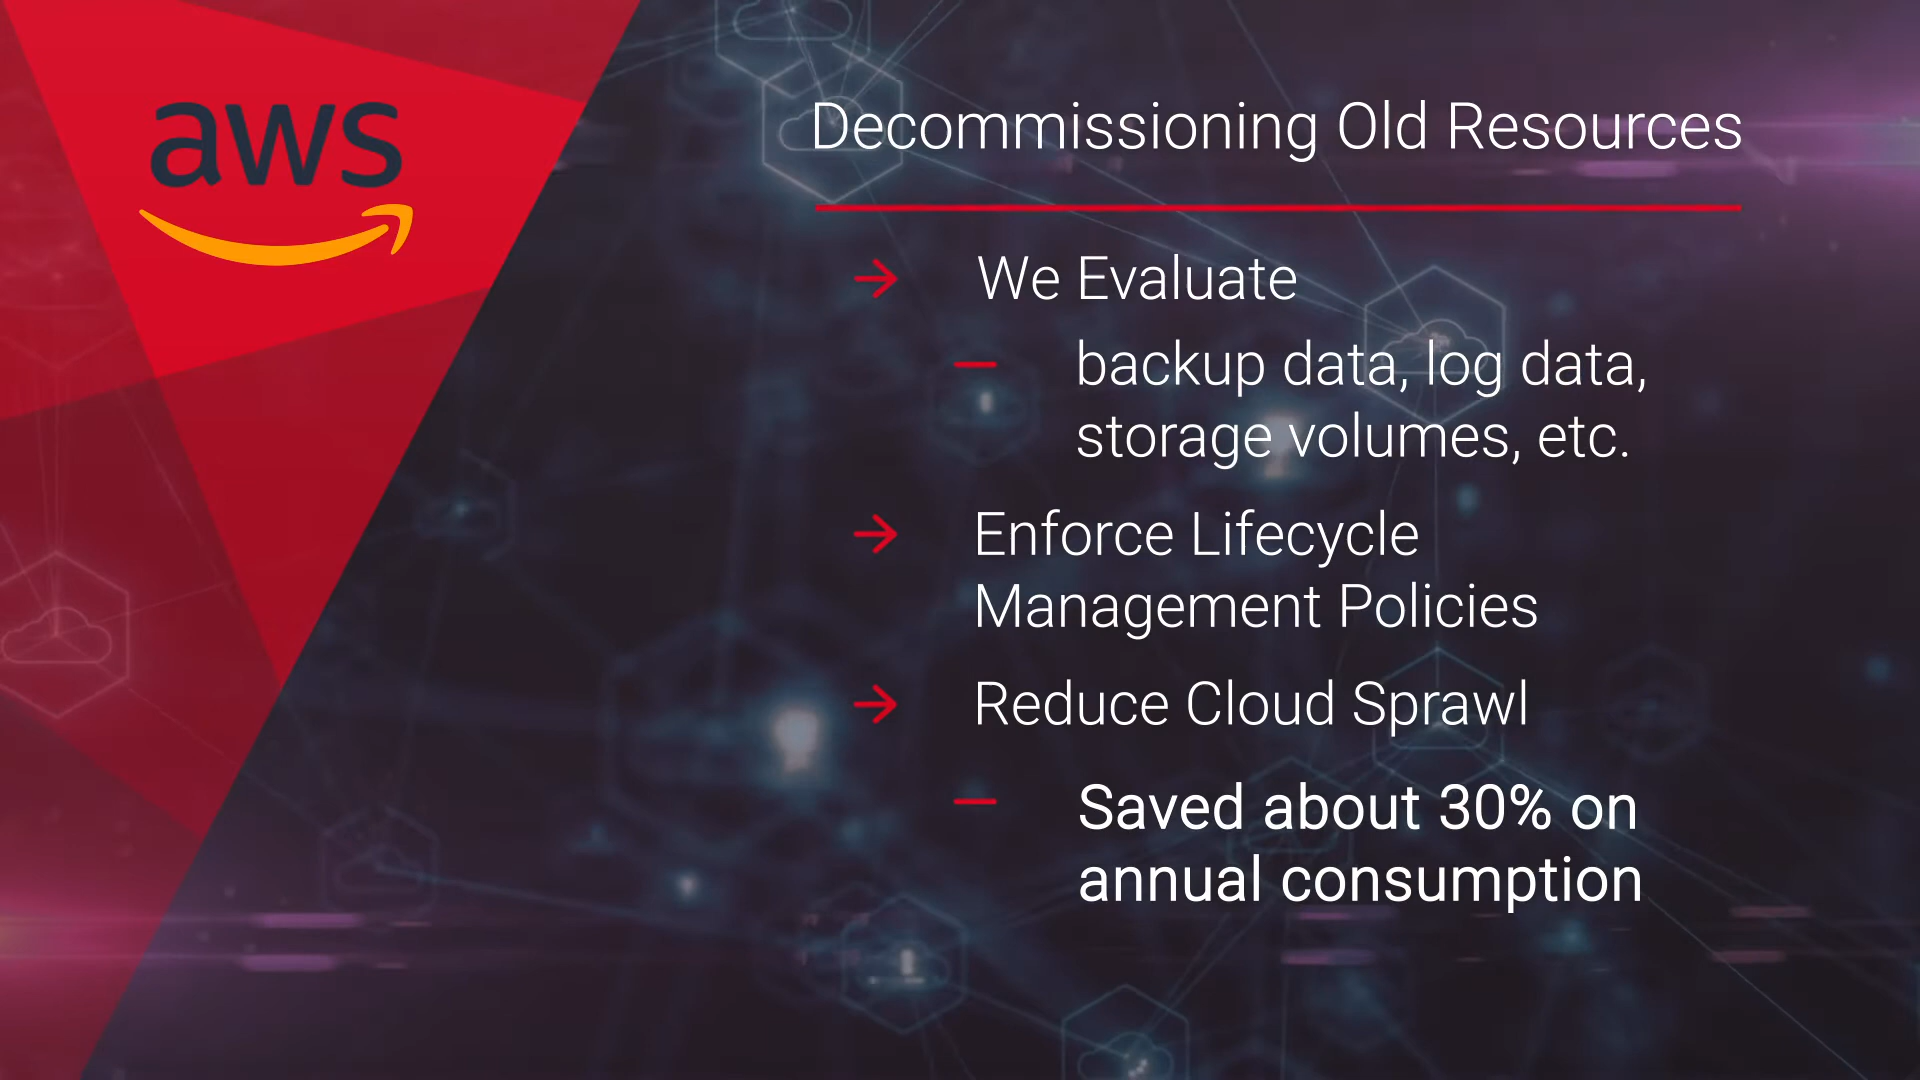 aws
Decommissioning Old Resources
We Evaluate
backup data, log data,
storage volumes, etc.
Enforce Lifecycle
Management Policies
Reduce Cloud Sprawl
Saved about 30% on
annual consumption